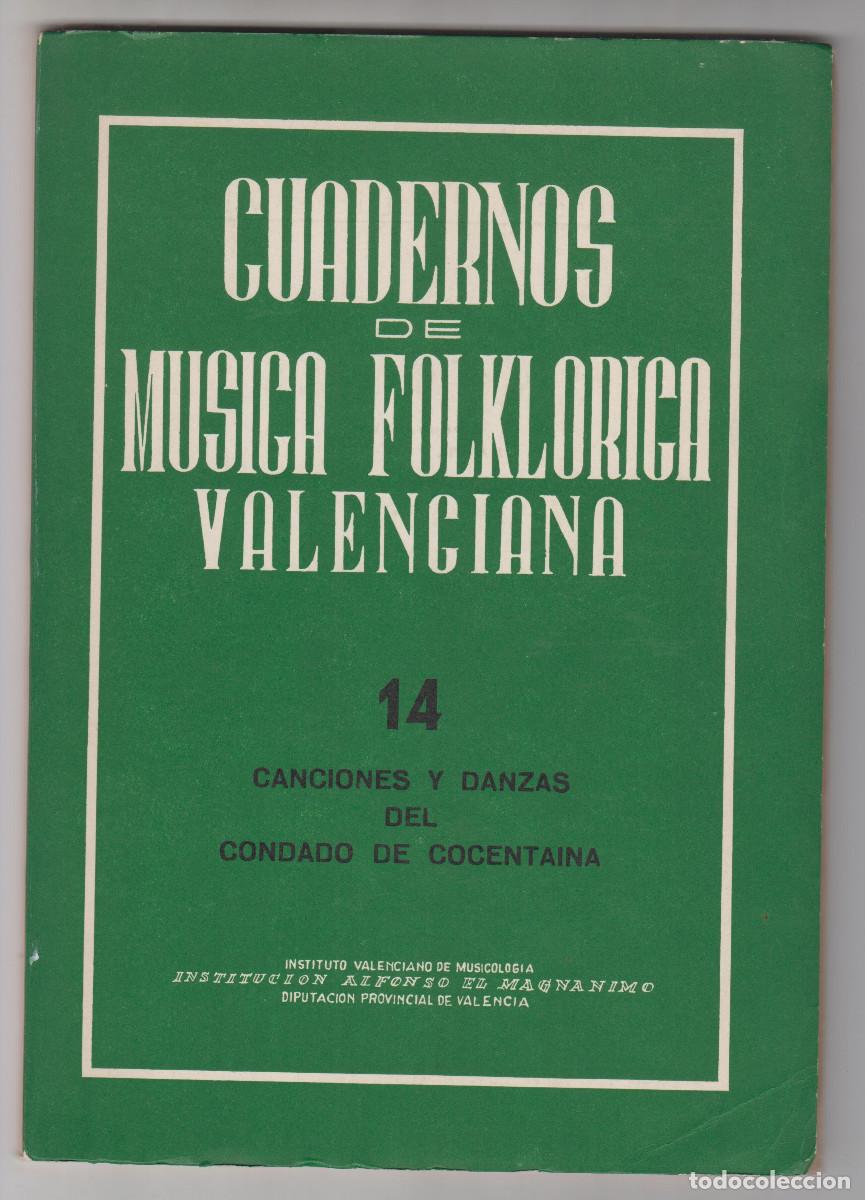 CUADERNOS
DE
MUSICA FOLKLORICA
VALENCIANA
14
CANCIONES Y DANZAS
DEL
CONDADO DE COCENTAINA
INSTITUTO VALENCIANO DE MUSICOLOGIA
INSTITUCION ALFONSO EL MAGNANIMO
DIPUTACION PROVINCIAL DE VALENCIA
todocoleccion